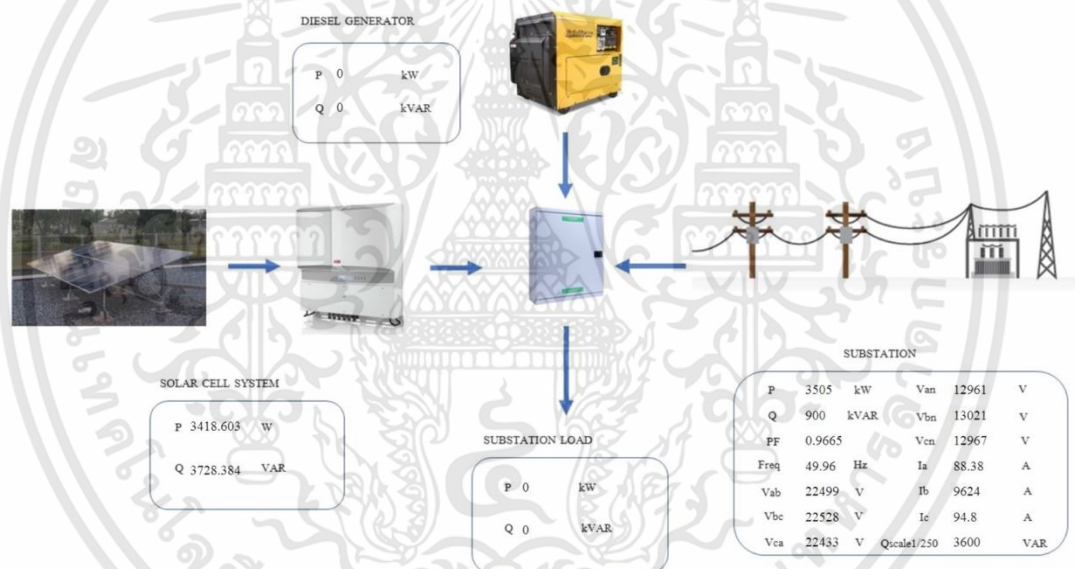 DIESEL GENERATOR
P 0 kW
Q 0 kVAR
SOLAR CELL SYSTEM
P 3418.603 W
Q 3728.384 VAR
SUBSTATION LOAD
P 0 kW
Q 0 kVAR
SUBSTATION
P 3505 kW Van 12961 V
Q 900 kVAR Vbn 13021 V
PF 0.9665 Vcn 12967 V
Freq 49.96 Hz Ia 88.38 A
Vab 22499 V Ib 9624 A
Vbc 22528 V Ic 94.8 A
Vca 22433 V Qscale1/250 3600 VAR